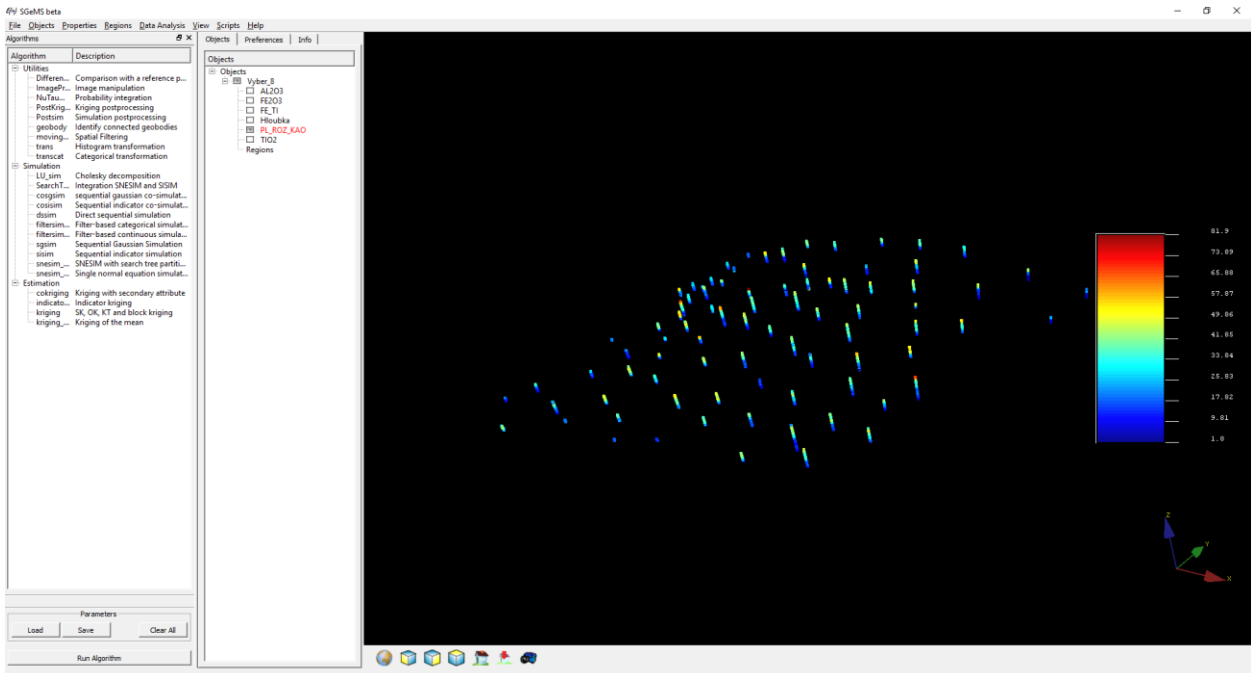 SGeMS beta
File Objects Properties Regions Data Analysis View Scripts Help
Algorithms
Algorithm Description
Utilities
Differen... Comparison with a reference p...
ImagePr... Image manipulation
NuTau... Probability integration
PostKrig... Kriging postprocessing
Postsim Simulation postprocessing
geobody Identify connected geobodies
moving... Spatial Filtering
trans Histogram transformation
transcat Categorical transformation
Simulation
LU_sim Cholesky decomposition
SearchT... Integration SNESIM and SISIM
cosgsim sequential gaussian co-simulat...
cosisim Sequential indicator co-simulat...
dssim Direct sequential simulation
filtersim... Filter-based categorical simulat...
filtersim... Filter-based continuous simula...
sgsim Sequential Gaussian Simulation
sisim Sequential indicator simulation
snesim_... SNESIM with search tree partiti...
snesim_... Single normal equation simulat...
Estimation
cokriging Kriging with secondary attribute
indicato... Indicator kriging
kriging SK, OK, KT and block kriging
kriging_... Kriging of the mean
Parameters
Load Save Clear All
Run Algorithm
Objects Preferences Info
Objects
Objects
Vyber_8
AL2O3
FE2O3
FE_TI
Hloubka
PL_ROZ_KAO
TIO2
Regions
81.9
73.89
65.88
57.87
49.86
41.85
33.84
25.83
17.82
9.81
1.8
Z
Y
X